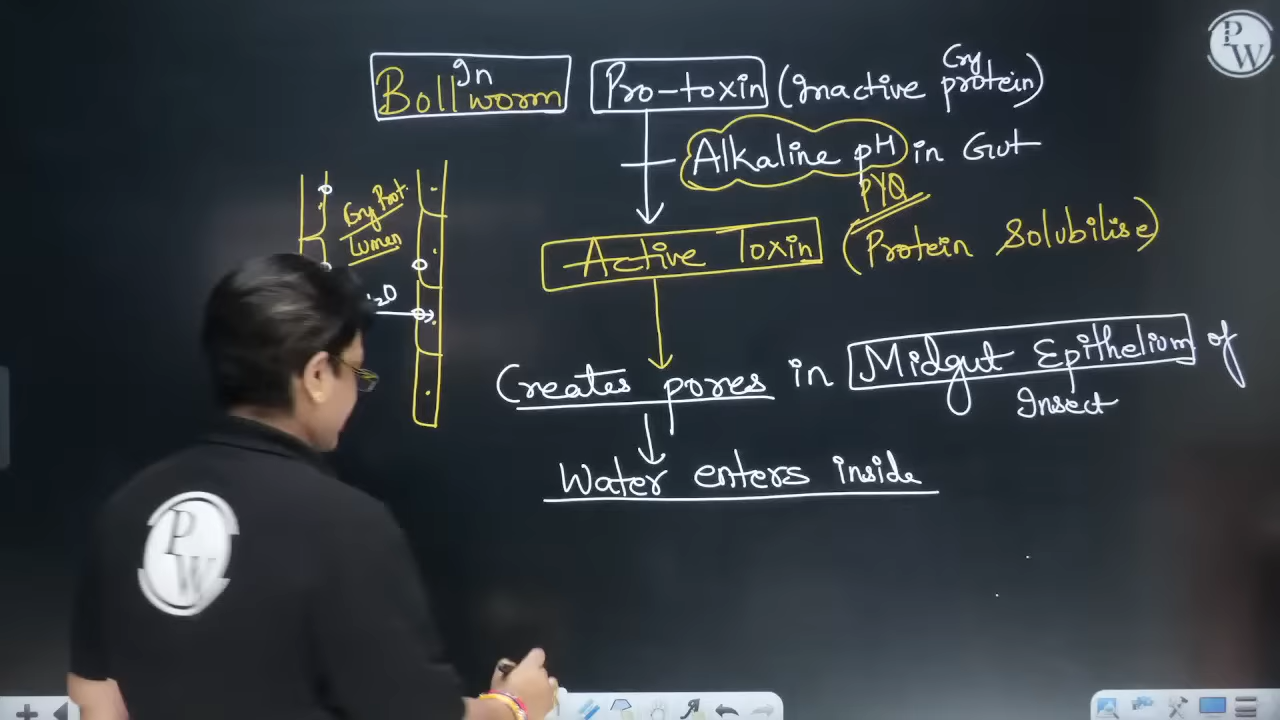 In
Bollworm
Pro-toxin (Inactive Cry protein)
Alkaline pH in Gut
PYQ
Cry Prot.
Lumen
Active Toxin (Protein Solubilise)
H₂O
Creates pores in Midgut Epithelium of
Insect
Water enters inside
PW
PW